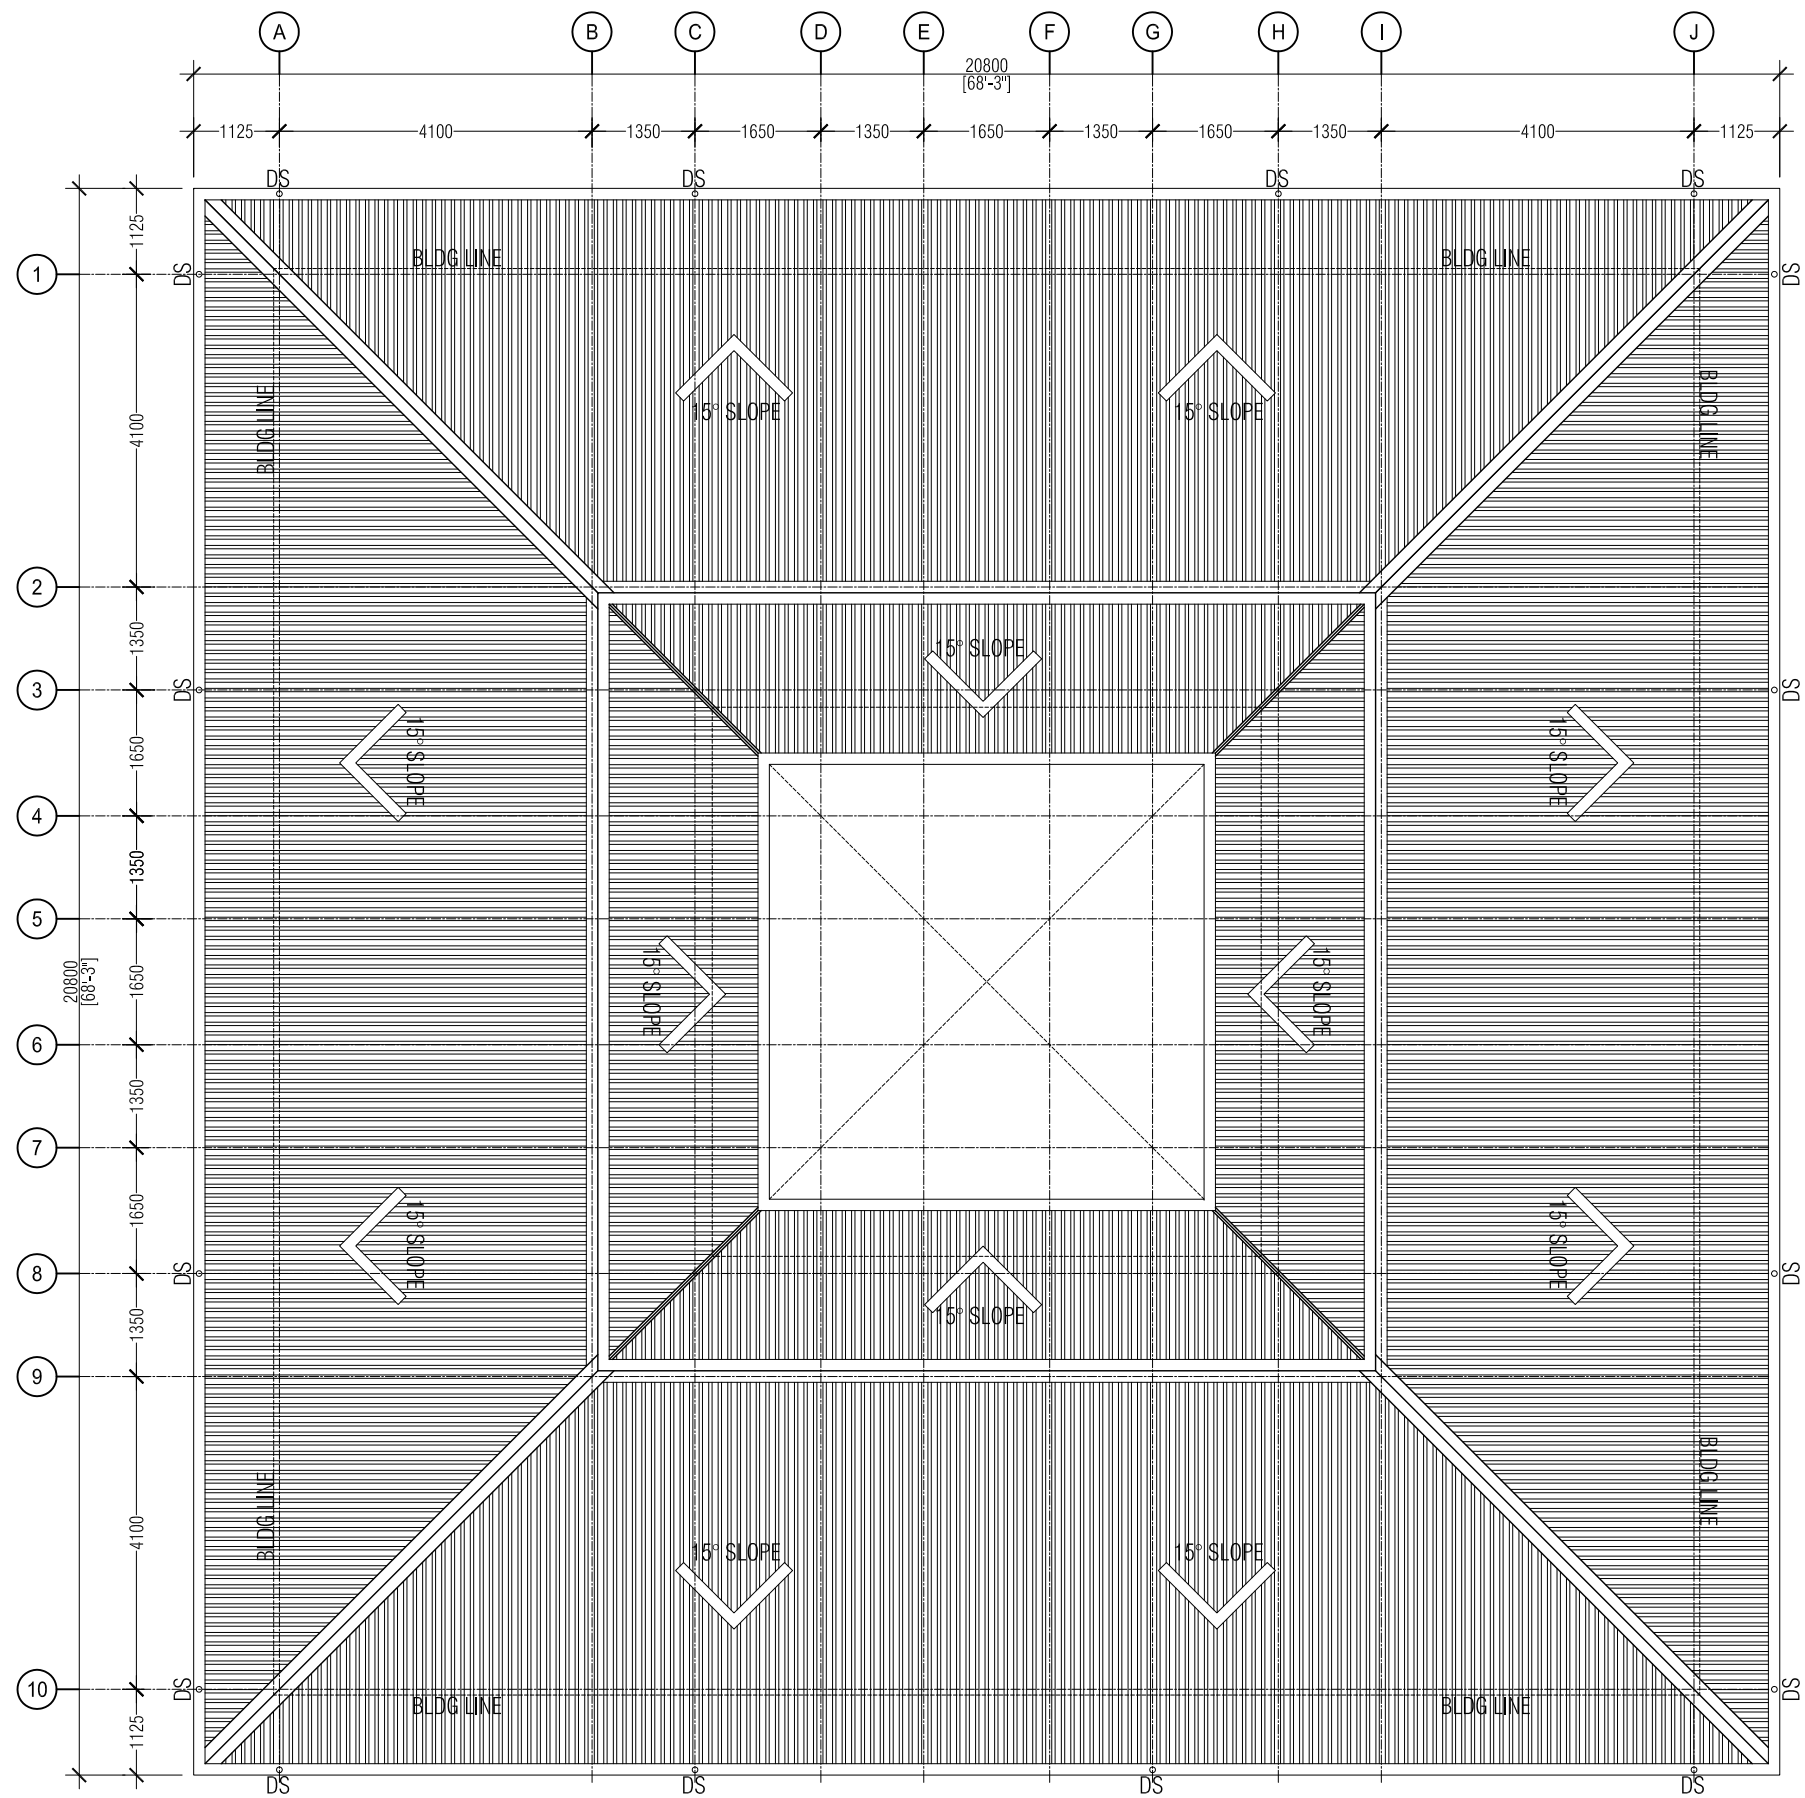 A B C D E F G H I J
20800
[68'-3"]
1125 4100 1350 1650 1350 1650 1350 1650 1350 4100 1125
DS DS DS DS
1125
BLDG LINE BLDG LINE
1 DS DS
BLDG LINE 4100 15° SLOPE 15° SLOPE BLDG LINE
2
1350 15° SLOPE
3 DS DS
1650 15° SLOPE 15° SLOPE
4
1350
5
20800
[68'-3"]
1650 15° SLOPE 15° SLOPE
6
1350
7
1650 15° SLOPE 15° SLOPE
8 DS DS
1350 15° SLOPE
9
4100 BLDG LINE 15° SLOPE 15° SLOPE BLDG LINE
10 DS DS
BLDG LINE BLDG LINE
1125
DS DS DS DS